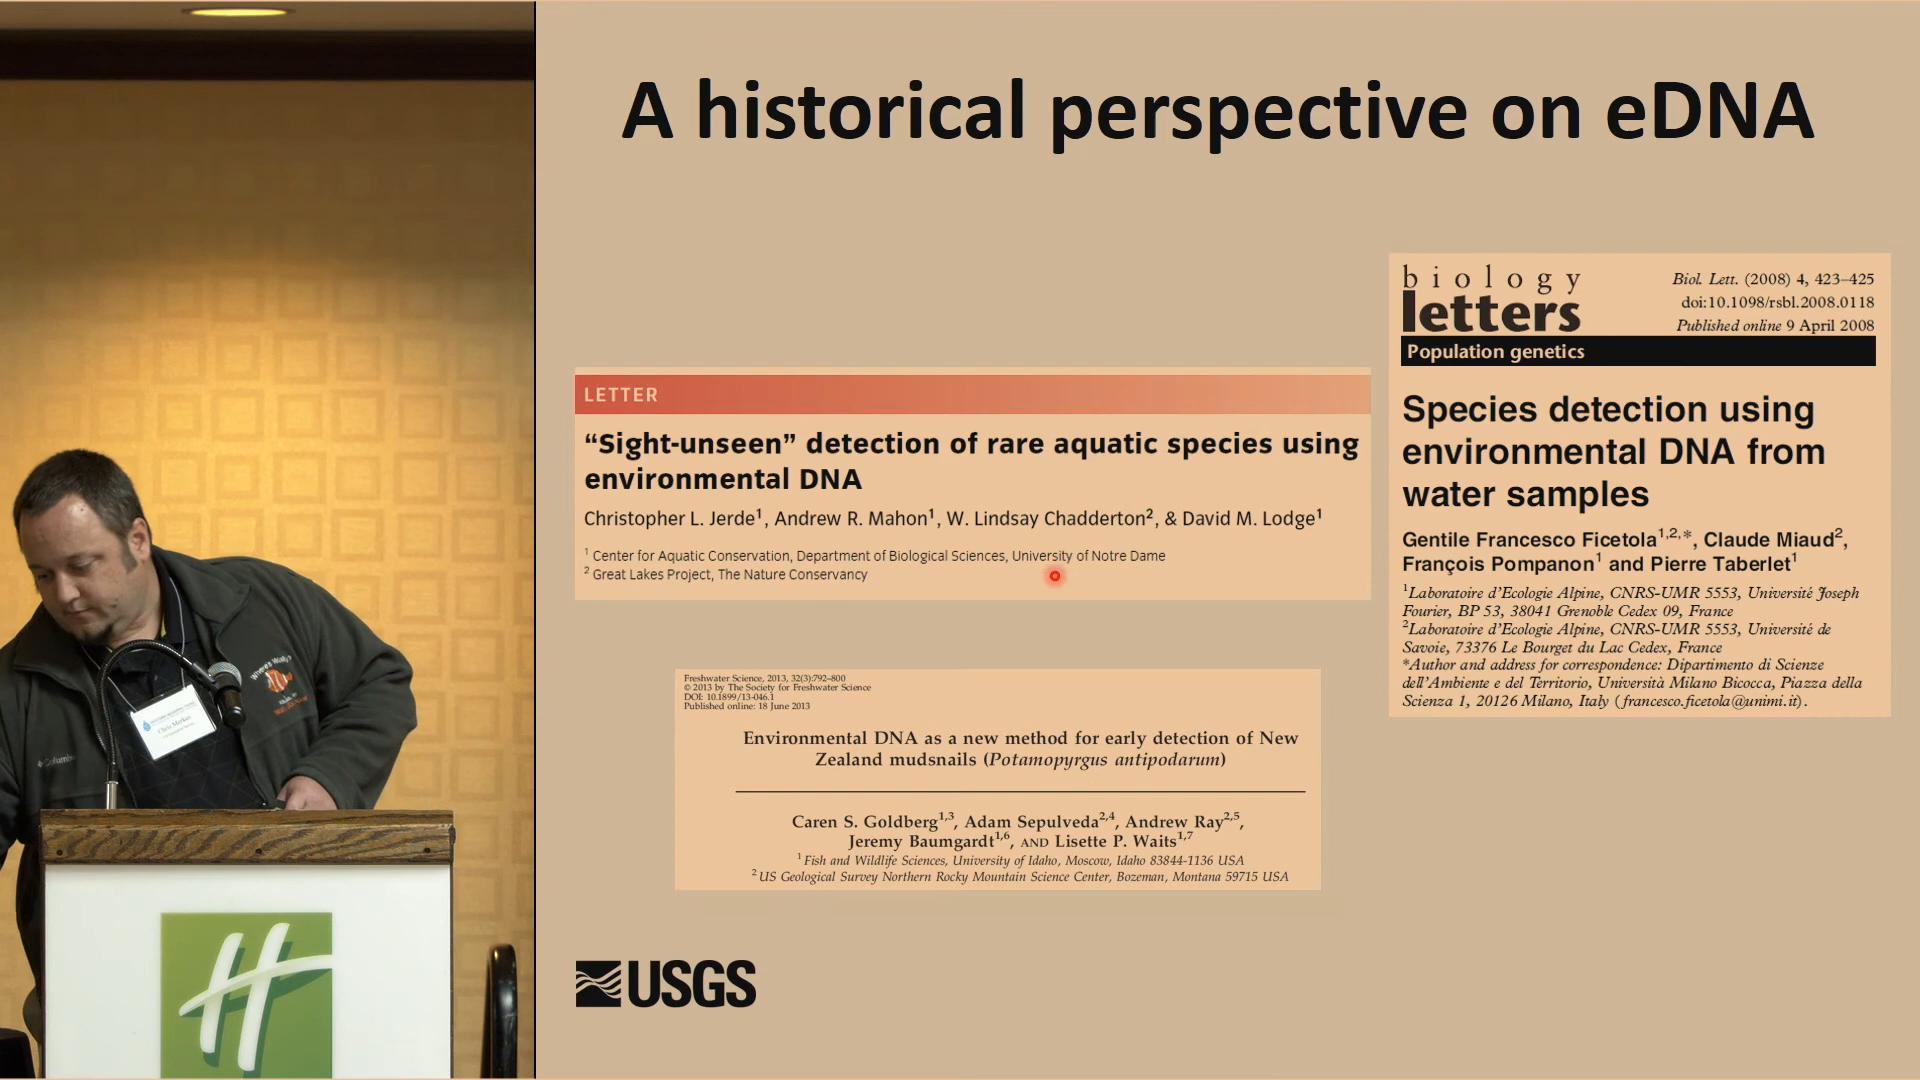 A historical perspective on eDNA
LETTER
“Sight-unseen” detection of rare aquatic species using
environmental DNA
Christopher L. Jerde¹, Andrew R. Mahon¹, W. Lindsay Chadderton², & David M. Lodge¹
¹ Center for Aquatic Conservation, Department of Biological Sciences, University of Notre Dame
² Great Lakes Project, The Nature Conservancy
biology
letters
Biol. Lett. (2008) 4, 423–425
doi:10.1098/rsbl.2008.0118
Published online 9 April 2008
Population genetics
Species detection using
environmental DNA from
water samples
Gentile Francesco Ficetola¹,²,*, Claude Miaud²,
François Pompanon¹ and Pierre Taberlet¹
¹Laboratoire d’Ecologie Alpine, CNRS-UMR 5553, Université Joseph
Fourier, BP 53, 38041 Grenoble Cedex 09, France
²Laboratoire d’Ecologie Alpine, CNRS-UMR 5553, Université de
Savoie, 73376 Le Bourget du Lac Cedex, France
*Author and address for correspondence: Dipartimento di Scienze
dell’Ambiente e del Territorio, Università Milano Bicocca, Piazza della
Scienza 1, 20126 Milano, Italy (francesco.ficetola@unimi.it).
Freshwater Science, 2013, 32(3):792–800
© 2013 by The Society for Freshwater Science
DOI: 10.1899/13-046.1
Published online: 18 June 2013
Environmental DNA as a new method for early detection of New
Zealand mudsnails (Potamopyrgus antipodarum)
Caren S. Goldberg¹,³, Adam Sepulveda²,⁴, Andrew Ray²,⁵,
Jeremy Baumgardt¹,⁶, AND Lisette P. Waits¹,⁷
¹ Fish and Wildlife Sciences, University of Idaho, Moscow, Idaho 83844-1136 USA
² US Geological Survey Northern Rocky Mountain Science Center, Bozeman, Montana 59715 USA
USGS
Where's Wally?
Columbia
Chris Merkes
H